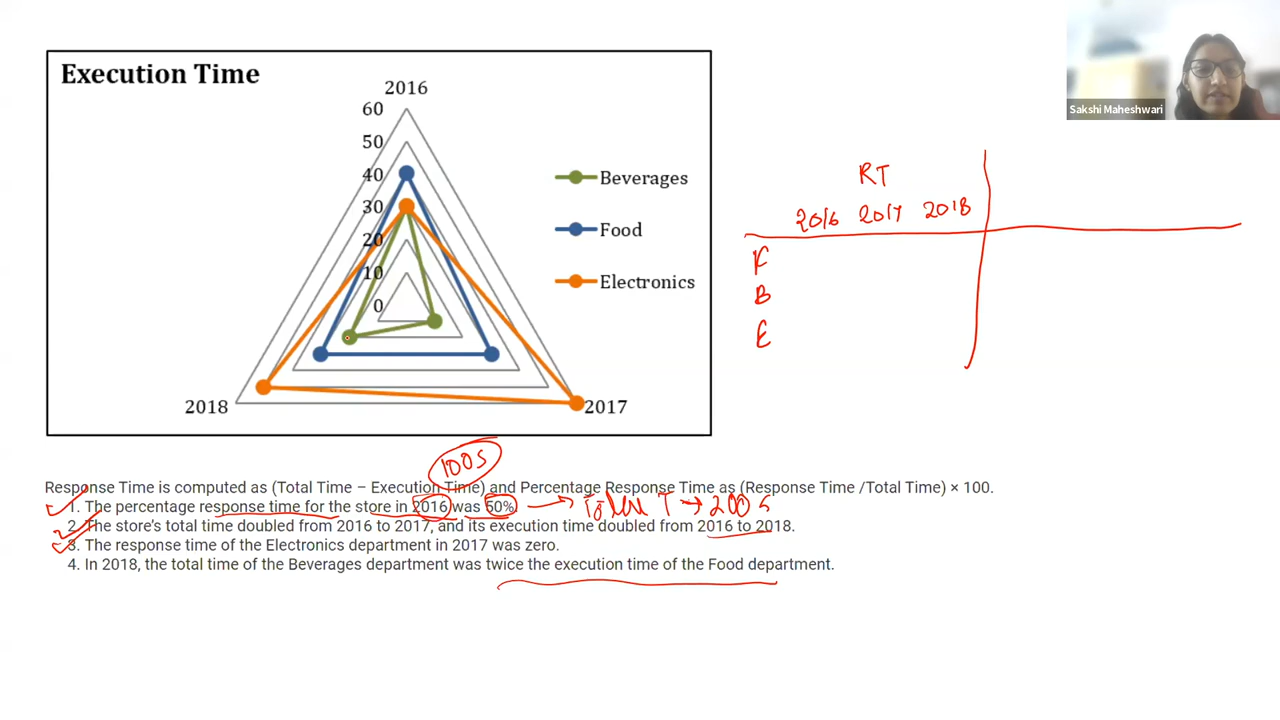 Sakshi Maheshwari
Execution Time
2016
60
50
40
30
20
10
0
2018
2017
Beverages
Food
Electronics
RT
2016 2017 2018
F
B
E
100 s
Response Time is computed as (Total Time – Execution Time) and Percentage Response Time as (Response Time /Total Time) × 100.
1. The percentage response time for the store in 2016 was 50% → T → 200 s
2. The store's total time doubled from 2016 to 2017, and its execution time doubled from 2016 to 2018.
3. The response time of the Electronics department in 2017 was zero.
4. In 2018, the total time of the Beverages department was twice the execution time of the Food department.